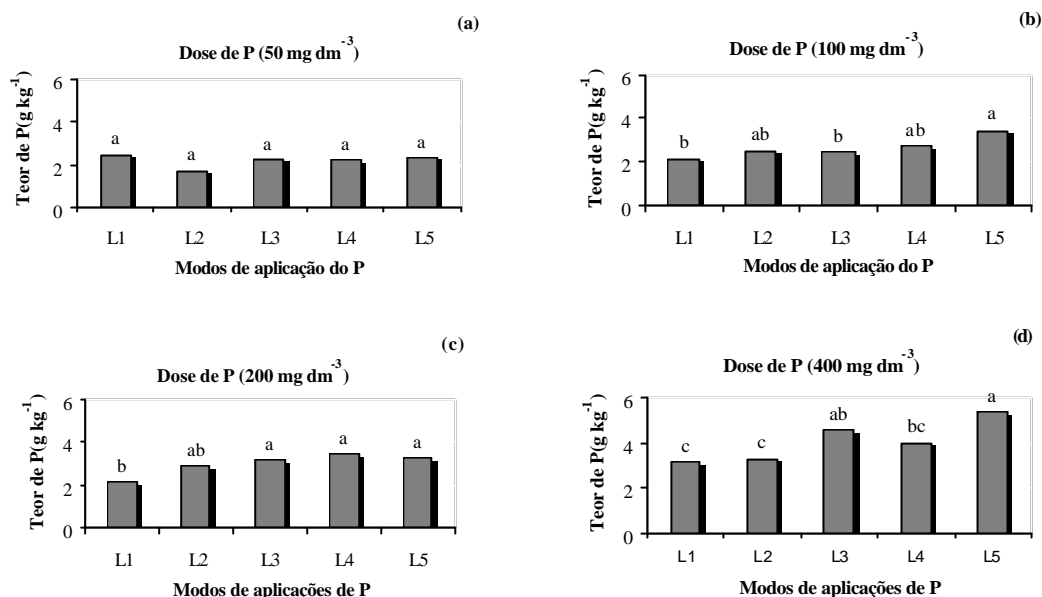 (a)
Dose de P (50 mg dm-3)
Teor de P(g kg-1)
6
4
2
0
a a a a a
L1 L2 L3 L4 L5
Modos de aplicação do P
(b)
Dose de P (100 mg dm-3)
Teor de P(g kg-1)
6
4
2
0
b ab b ab a
L1 L2 L3 L4 L5
Modos de aplicação do P
(c)
Dose de P (200 mg dm-3)
Teor de P(g kg-1)
6
4
2
0
b ab a a a
L1 L2 L3 L4 L5
Modos de aplicações de P
(d)
Dose de P (400 mg dm-3)
Teor de P(g kg-1)
6
4
2
0
c c ab bc a
L1 L2 L3 L4 L5
Modos de aplicações de P